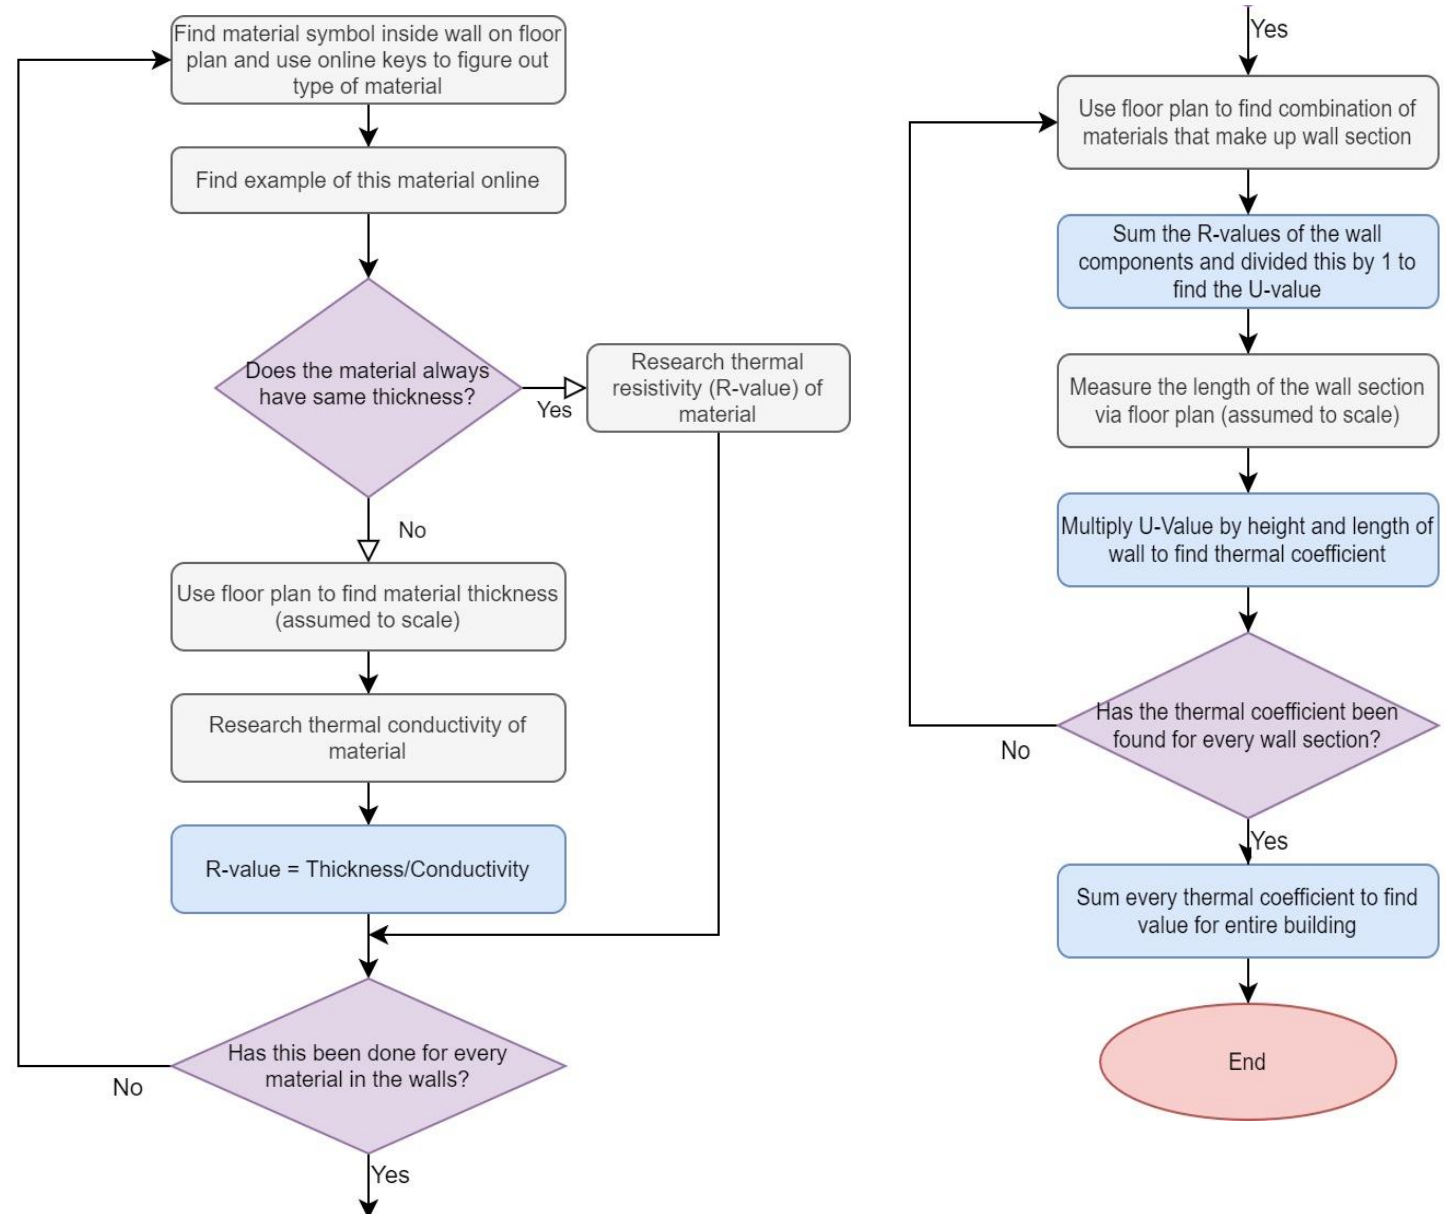 Find material symbol inside wall on floor
plan and use online keys to figure out
type of material
Find example of this material online
Does the material always
have same thickness?
Yes
Research thermal
resistivity (R-value) of
material
No
Use floor plan to find material thickness
(assumed to scale)
Research thermal conductivity of
material
R-value = Thickness/Conductivity
Has this been done for every
material in the walls?
No
Yes
Yes
Use floor plan to find combination of
materials that make up wall section
Sum the R-values of the wall
components and divided this by 1 to
find the U-value
Measure the length of the wall section
via floor plan (assumed to scale)
Multiply U-Value by height and length of
wall to find thermal coefficient
Has the thermal coefficient been
found for every wall section?
No
Yes
Sum every thermal coefficient to find
value for entire building
End